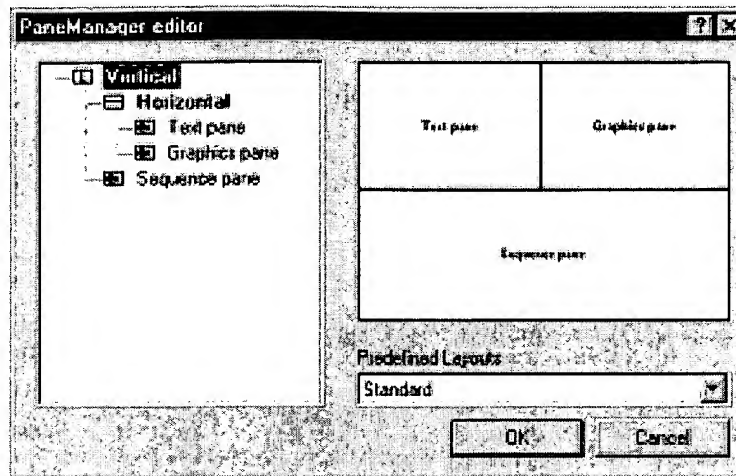 PaneManager editor
Vertical
Horizontal
Text pane
Graphics pane
Sequence pane
Text pane
Graphics pane
Sequence pane
Predefined Layouts
Standard
OK
Cancel